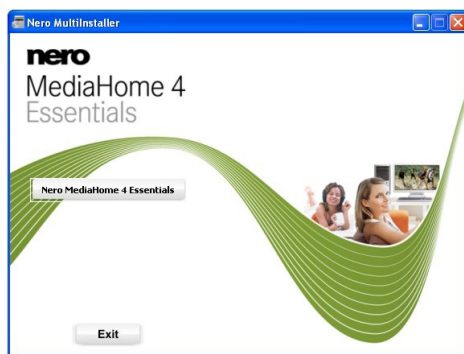 Nero MultiInstaller
nero
MediaHome 4
Essentials
Nero MediaHome 4 Essentials
Exit